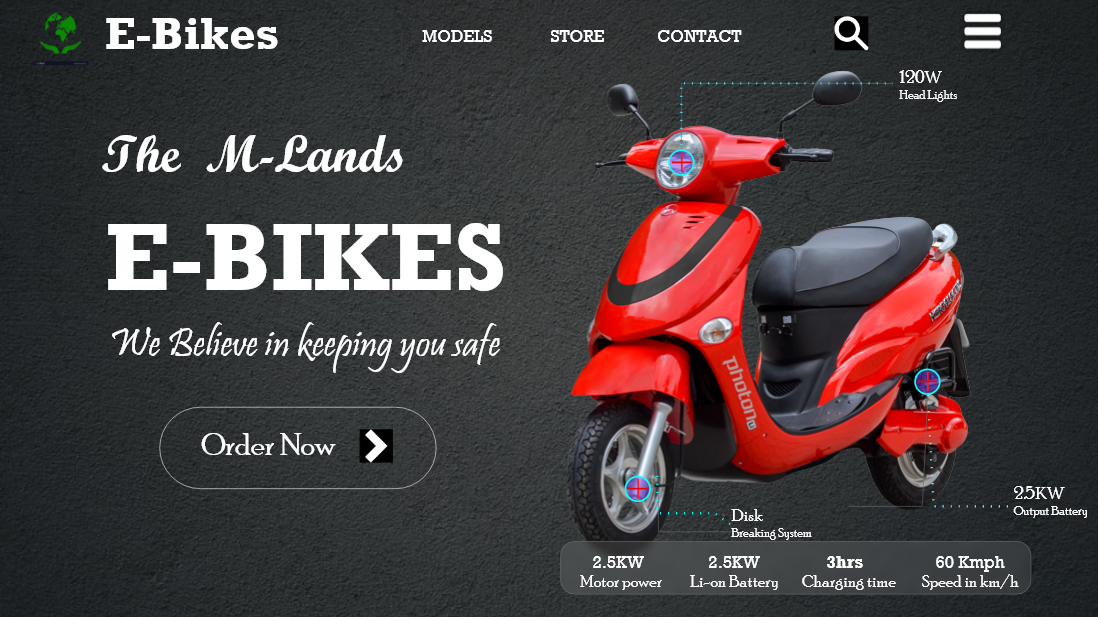 E-Bikes
MODELS STORE CONTACT
120W
Head Lights
The M-Lands
E-BIKES
We Believe in keeping you safe
Order Now
photon
2.5KW
Output Battery
Disk
Breaking System
2.5KW 2.5KW 3hrs 60 Kmph
Motor power Li-on Battery Charging time Speed in km/h